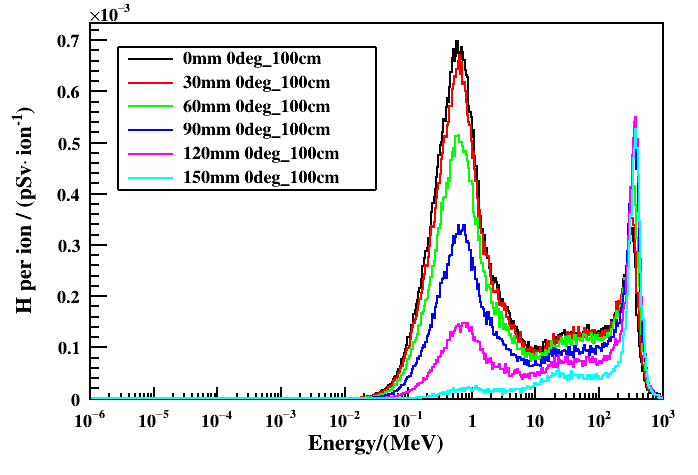 ×10⁻³
0.7
0.6
0.5
0.4
0.3
0.2
0.1
0
H per ion / (pSv· ion⁻¹)
0mm 0deg_100cm
30mm 0deg_100cm
60mm 0deg_100cm
90mm 0deg_100cm
120mm 0deg_100cm
150mm 0deg_100cm
10⁻⁶ 10⁻⁵ 10⁻⁴ 10⁻³ 10⁻² 10⁻¹ 1 10 10² 10³
Energy/(MeV)